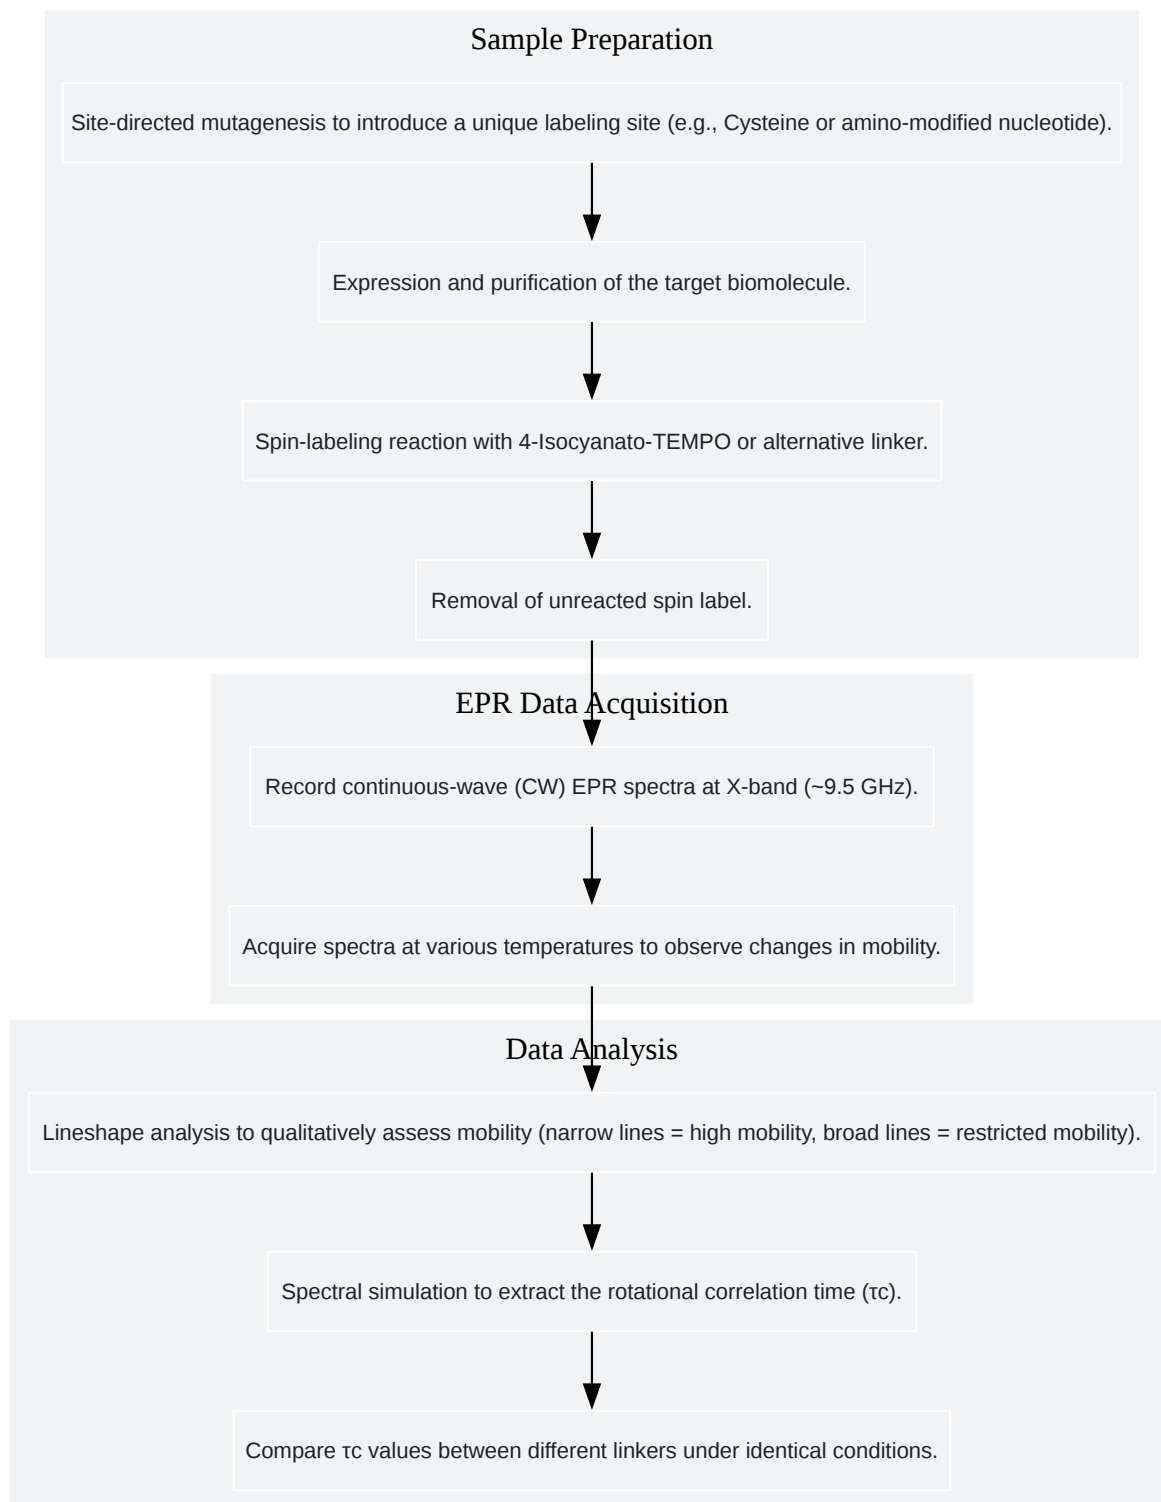 Sample Preparation
Site-directed mutagenesis to introduce a unique labeling site (e.g., Cysteine or amino-modified nucleotide).
Expression and purification of the target biomolecule.
Spin-labeling reaction with 4-Isocyanato-TEMPO or alternative linker.
Removal of unreacted spin label.
EPR Data Acquisition
Record continuous-wave (CW) EPR spectra at X-band (~9.5 GHz).
Acquire spectra at various temperatures to observe changes in mobility.
Data Analysis
Lineshape analysis to qualitatively assess mobility (narrow lines = high mobility, broad lines = restricted mobility).
Spectral simulation to extract the rotational correlation time (τc).
Compare τc values between different linkers under identical conditions.